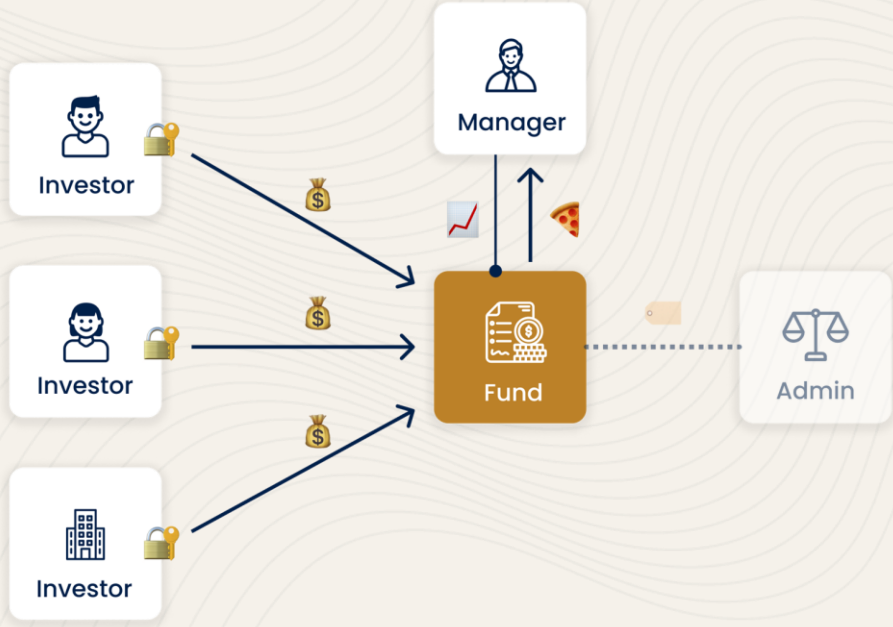 Manager
Investor
Investor
Fund
Admin
Investor